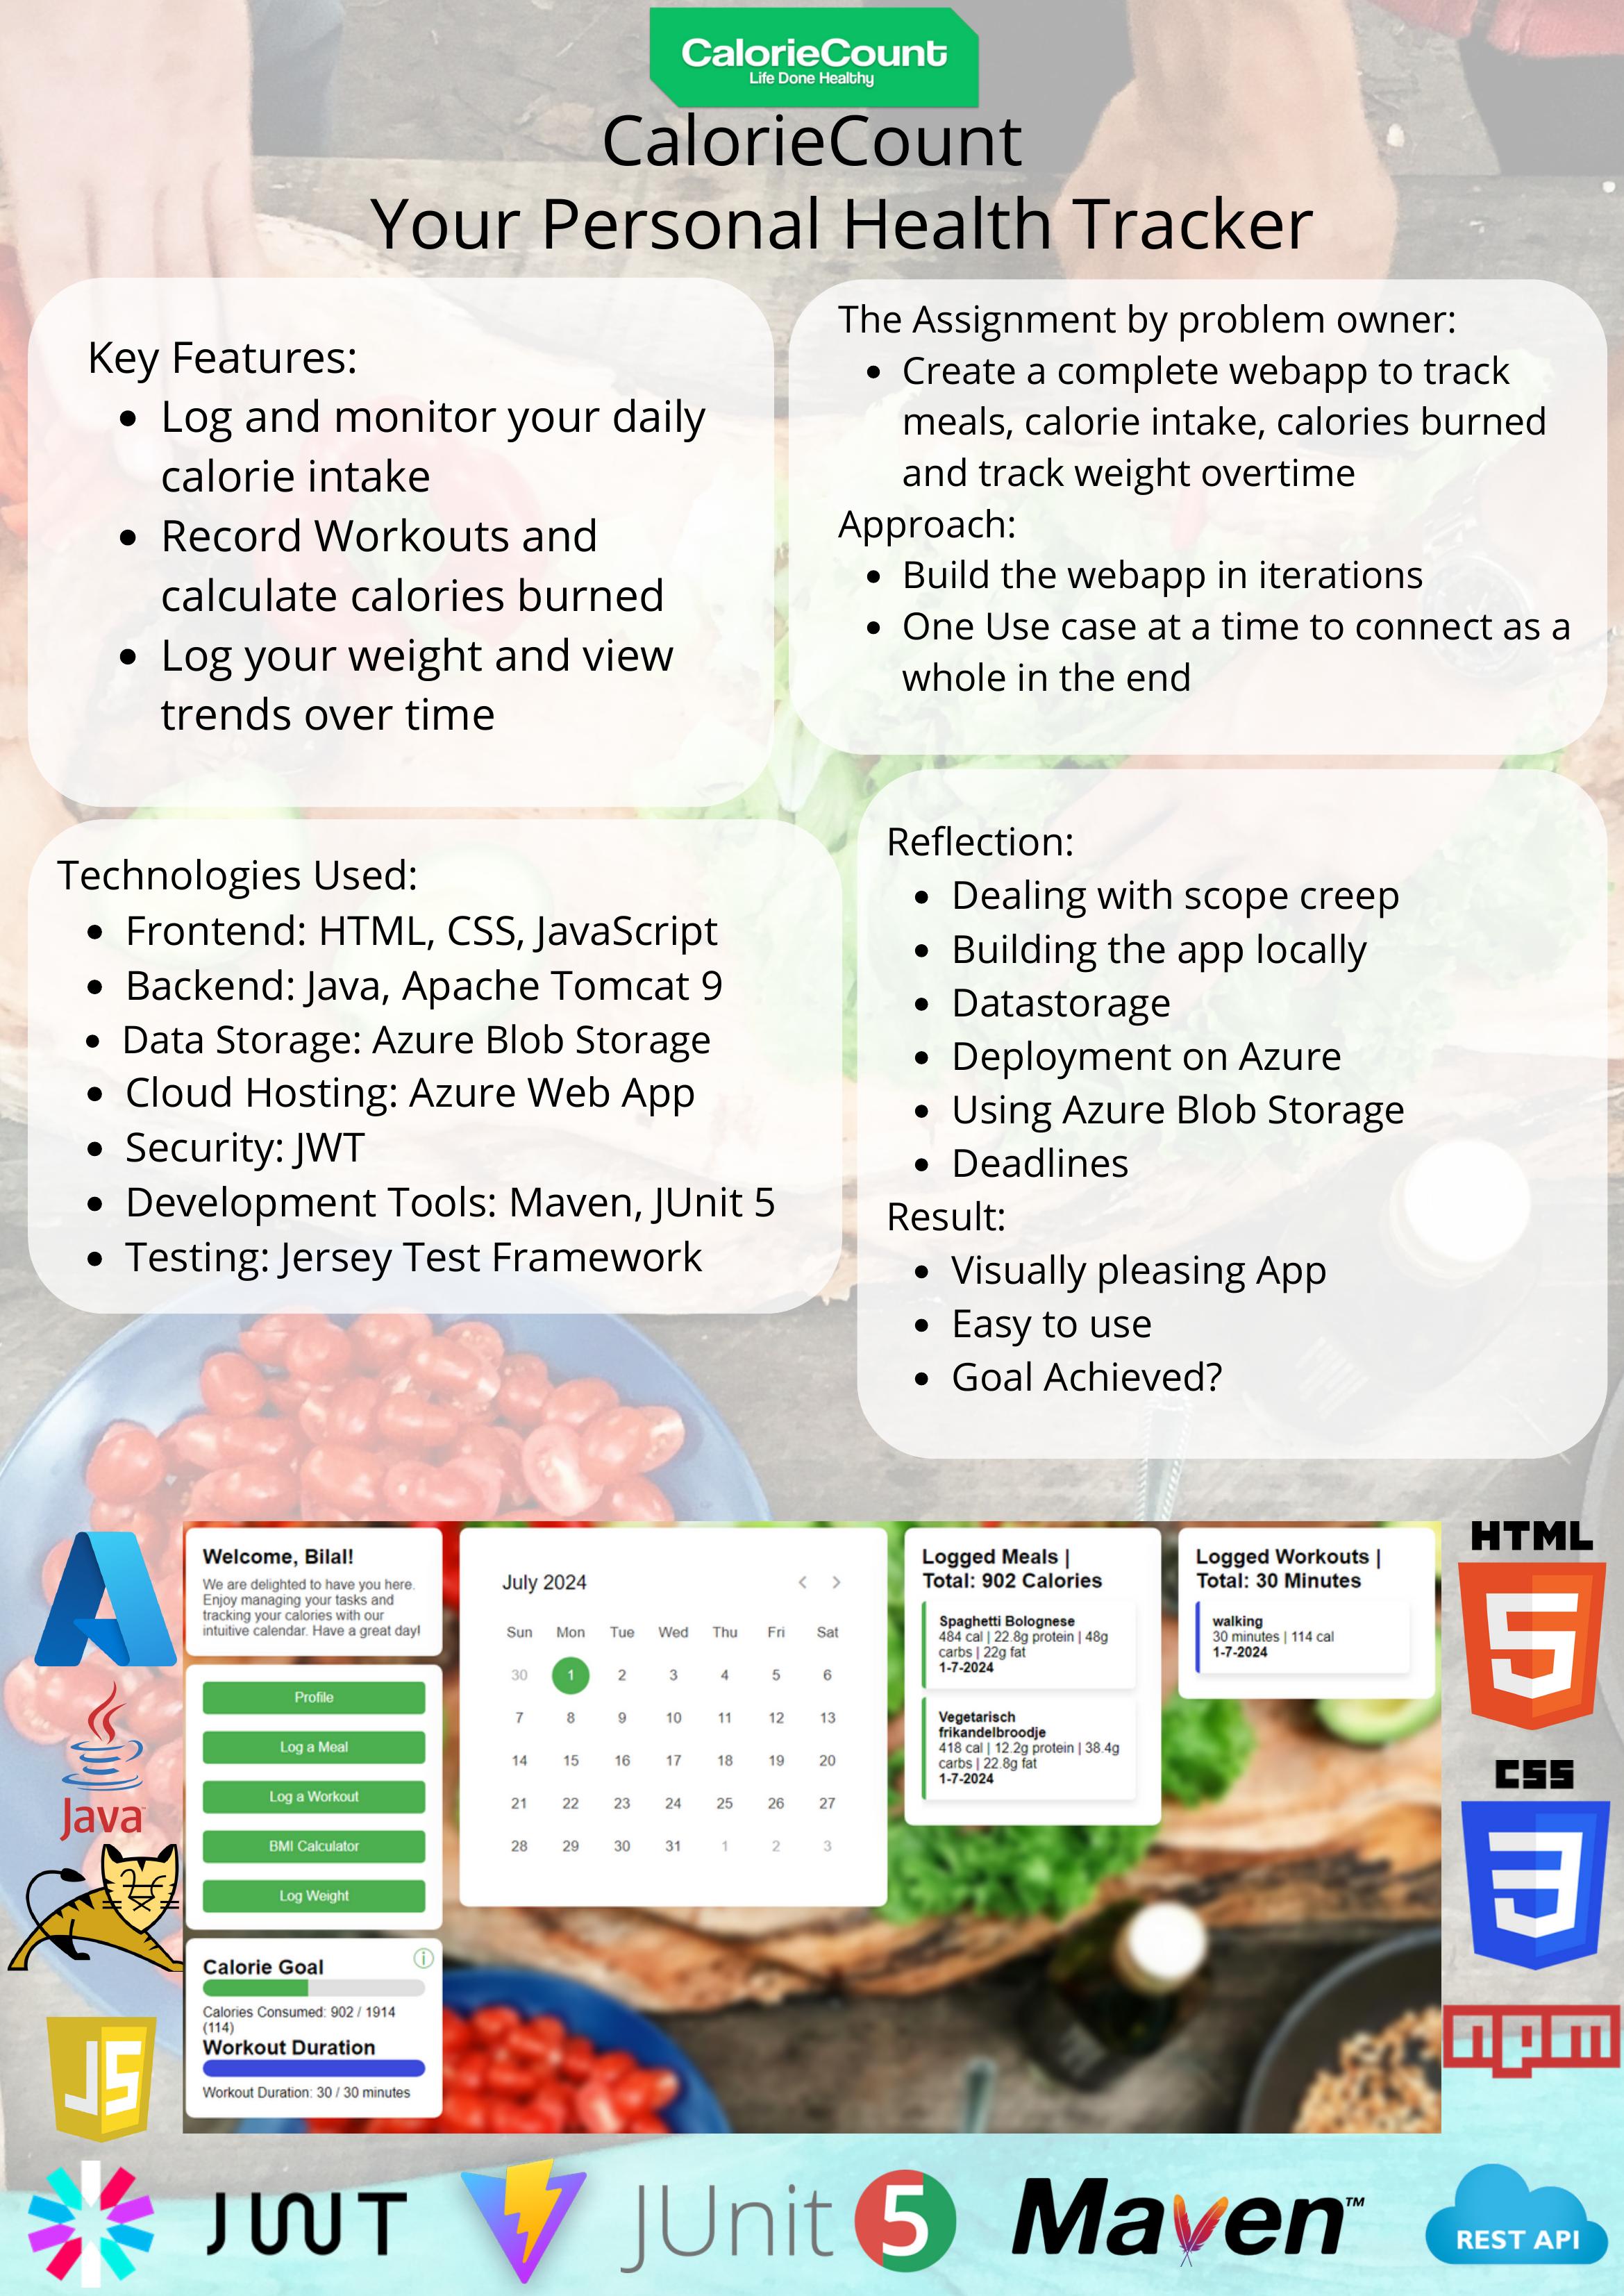 CalorieCount
Life Done Healthy
CalorieCount
Your Personal Health Tracker
Key Features:
• Log and monitor your daily
calorie intake
• Record Workouts and
calculate calories burned
• Log your weight and view
trends over time
The Assignment by problem owner:
• Create a complete webapp to track
meals, calorie intake, calories burned
and track weight overtime
Approach:
• Build the webapp in iterations
• One Use case at a time to connect as a
whole in the end
Technologies Used:
• Frontend: HTML, CSS, JavaScript
• Backend: Java, Apache Tomcat 9
• Data Storage: Azure Blob Storage
• Cloud Hosting: Azure Web App
• Security: JWT
• Development Tools: Maven, JUnit 5
• Testing: Jersey Test Framework
Reflection:
• Dealing with scope creep
• Building the app locally
• Datastorage
• Deployment on Azure
• Using Azure Blob Storage
• Deadlines
Result:
• Visually pleasing App
• Easy to use
• Goal Achieved?
Welcome, Bilal!
We are delighted to have you here.
Enjoy managing your tasks and
tracking your calories with our
intuitive calendar. Have a great day!
Profile
Log a Meal
Log a Workout
BMI Calculator
Log Weight
Calorie Goal
Calories Consumed: 902 / 1914
(114)
Workout Duration
Workout Duration: 30 / 30 minutes
July 2024
Sun Mon Tue Wed Thu Fri Sat
30 1 2 3 4 5 6
7 8 9 10 11 12 13
14 15 16 17 18 19 20
21 22 23 24 25 26 27
28 29 30 31 1 2 3
Logged Meals |
Total: 902 Calories
Spaghetti Bolognese
484 cal | 22.8g protein | 48g
carbs | 22g fat
1-7-2024
Vegetarisch
frikandelbroodje
418 cal | 12.2g protein | 38.4g
carbs | 22.8g fat
1-7-2024
Logged Workouts |
Total: 30 Minutes
walking
30 minutes | 114 cal
1-7-2024
Java
JS
HTML
5
CSS
3
npm
JWT
JUnit 5
Maven™
REST API